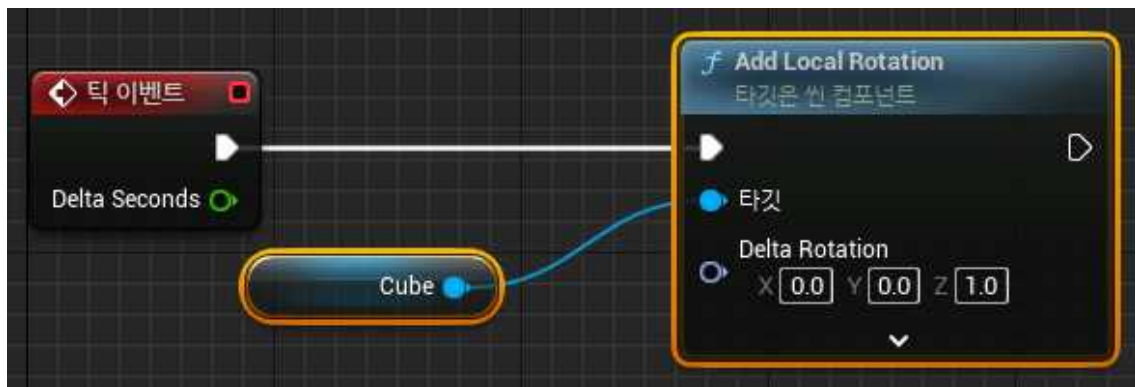 틱 이벤트
Delta Seconds
Cube
f Add Local Rotation
타깃은 씬 컴포넌트
타깃
Delta Rotation
X 0.0 Y 0.0 Z 1.0